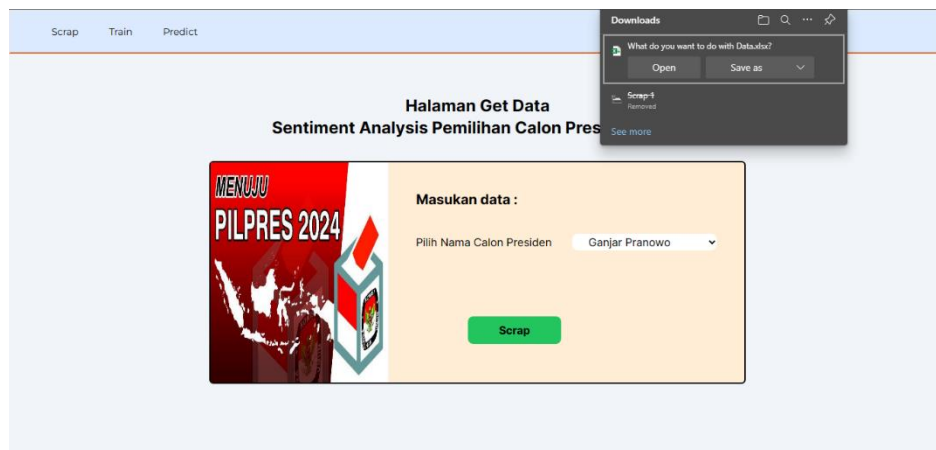 Scrap Train Predict
Downloads
What do you want to do with Data.xlsx?
Open Save as
Scrap 1
Removed
See more
Halaman Get Data
Sentiment Analysis Pemilihan Calon Pres
MENUJU
PILPRES 2024
Masukan data :
Pilih Nama Calon Presiden Ganjar Pranowo
Scrap